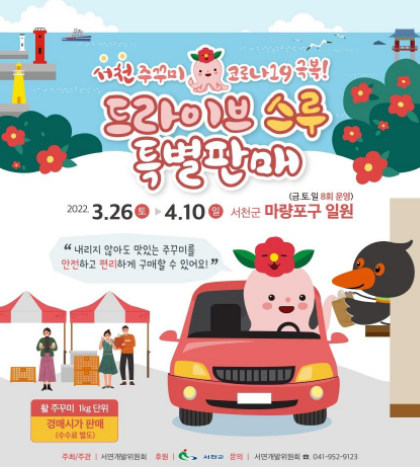 서천 주꾸미 코로나19 극복!
드라이브 스루
특별판매
(금,토,일 8회 운영)
2022. 3.26 토 ▶ 4.10 일 서천군 마량포구 일원
“ 내리지 않아도 맛있는 주꾸미를
안전하고 편리하게 구매할 수 있어요! ”
활 주꾸미 1kg 단위
경매시가 판매
(수수료 별도)
주최/주관 | 서면개발위원회 후원 | 서천군 문의 | 서면개발위원회 ☎ 041-952-9123